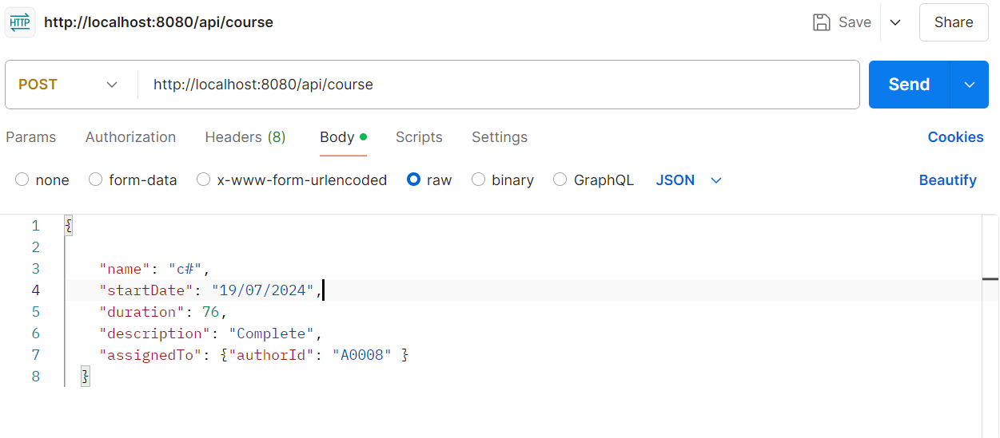 HTTP http://localhost:8080/api/course Save Share
POST http://localhost:8080/api/course Send
Params Authorization Headers (8) Body Scripts Settings Cookies
none form-data x-www-form-urlencoded raw binary GraphQL JSON Beautify
1 {
2
3 "name": "c#",
4 "startDate": "19/07/2024",
5 "duration": 76,
6 "description": "Complete",
7 "assignedTo": {"authorId": "A0008" }
8 }